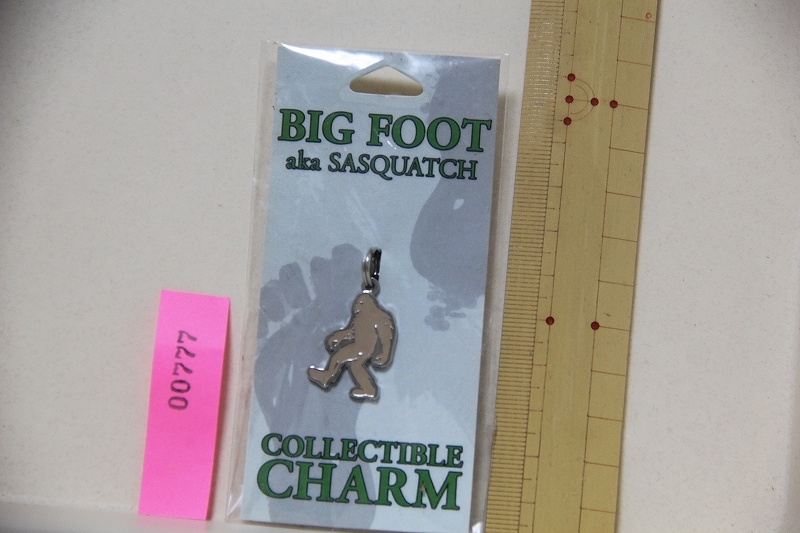 BIG FOOT
aka SASQUATCH
COLLECTIBLE
CHARM
00777